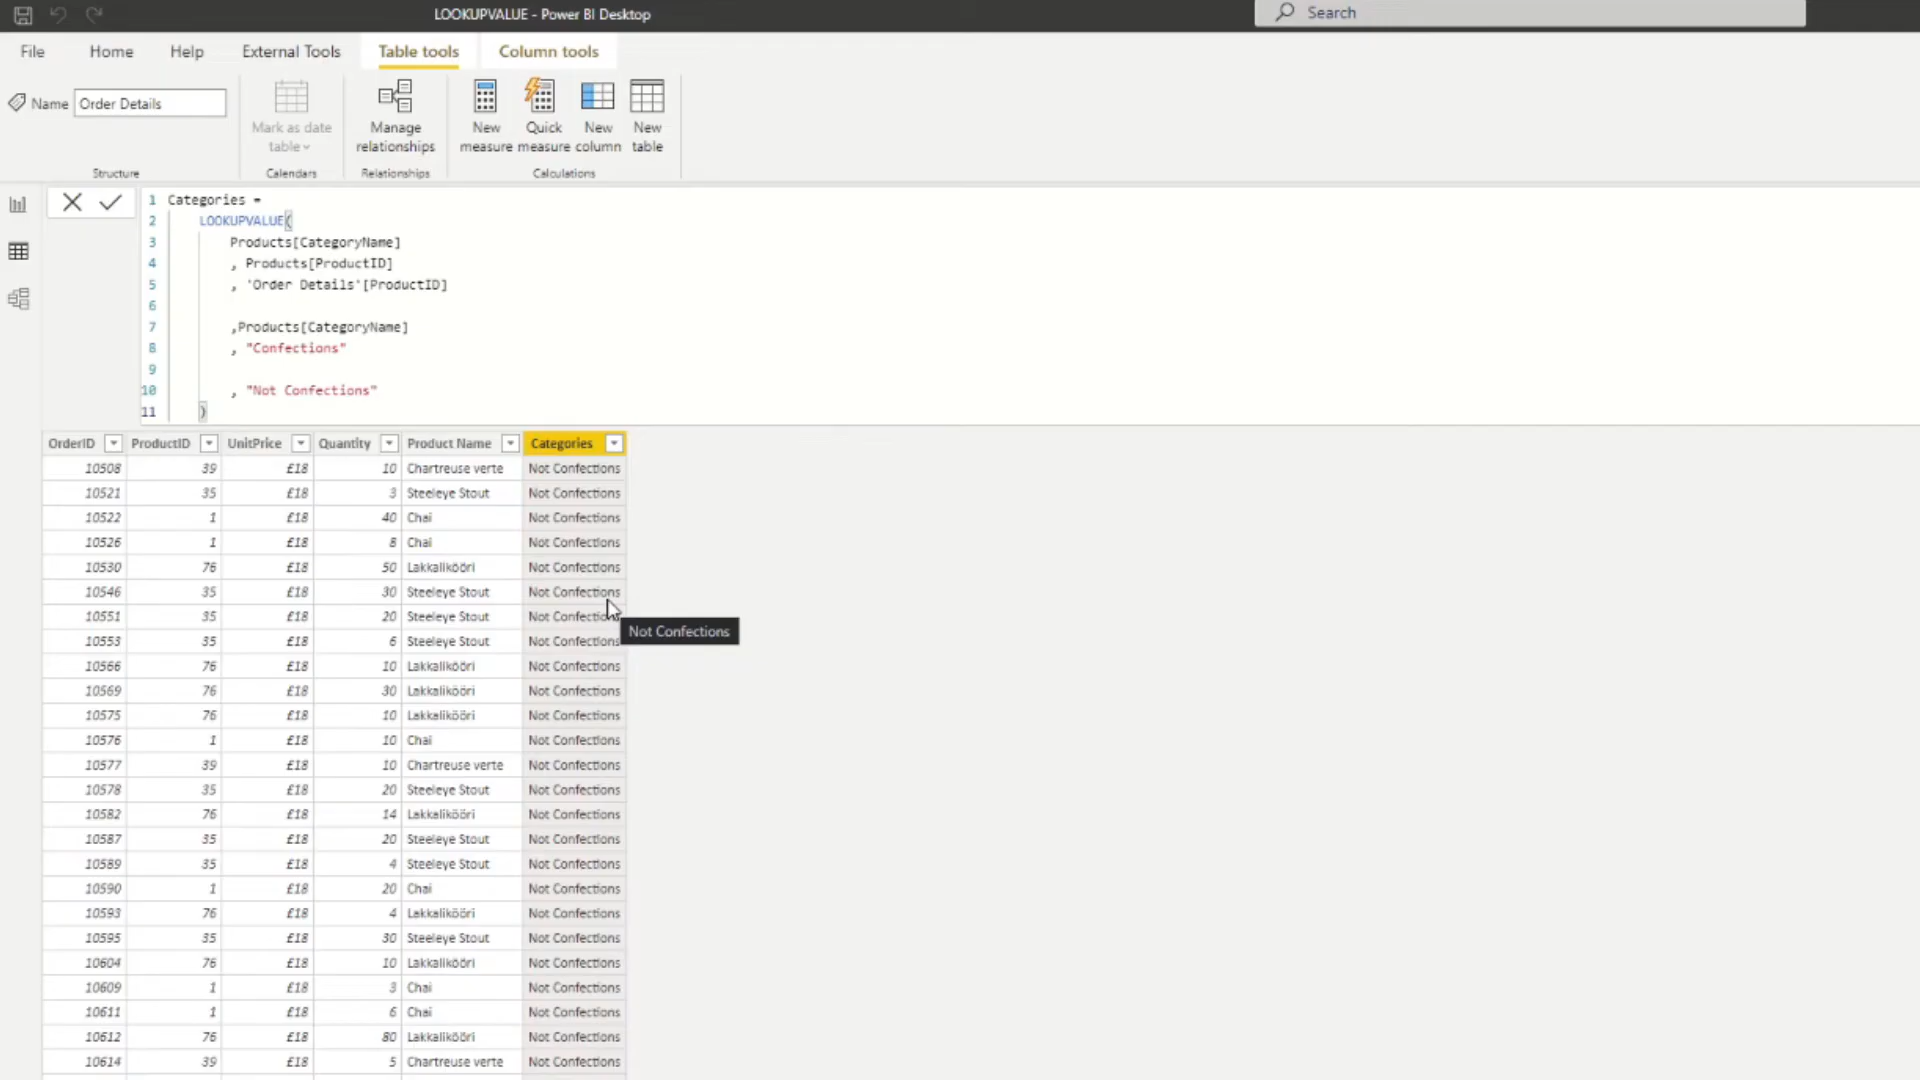 LOOKUPVALUE - Power BI Desktop
Search
File Home Help External Tools Table tools Column tools
Name Order Details
Mark as date table
Manage relationships
New measure
Quick measure
New column
New table
Structure Calendars Relationships Calculations
1 Categories =
2 LOOKUPVALUE(
3 Products[CategoryName]
4 , Products[ProductID]
5 , 'Order Details'[ProductID]
6
7 ,Products[CategoryName]
8 , "Confections"
9
10 , "Not Confections"
11 )
OrderID ProductID UnitPrice Quantity Product Name Categories
10508 39 £18 10 Chartreuse verte Not Confections
10521 35 £18 3 Steeleye Stout Not Confections
10522 1 £18 40 Chai Not Confections
10526 1 £18 8 Chai Not Confections
10530 76 £18 50 Lakkalikööri Not Confections
10546 35 £18 30 Steeleye Stout Not Confections
10551 35 £18 20 Steeleye Stout Not Confections
Not Confections
10553 35 £18 6 Steeleye Stout Not Confections
10566 76 £18 10 Lakkalikööri Not Confections
10569 76 £18 30 Lakkalikööri Not Confections
10575 76 £18 10 Lakkalikööri Not Confections
10576 1 £18 10 Chai Not Confections
10577 39 £18 10 Chartreuse verte Not Confections
10578 35 £18 20 Steeleye Stout Not Confections
10582 76 £18 14 Lakkalikööri Not Confections
10587 35 £18 20 Steeleye Stout Not Confections
10589 35 £18 4 Steeleye Stout Not Confections
10590 1 £18 20 Chai Not Confections
10593 76 £18 4 Lakkalikööri Not Confections
10595 35 £18 30 Steeleye Stout Not Confections
10604 76 £18 10 Lakkalikööri Not Confections
10609 1 £18 3 Chai Not Confections
10611 1 £18 6 Chai Not Confections
10612 76 £18 80 Lakkalikööri Not Confections
10614 39 £18 5 Chartreuse verte Not Confections